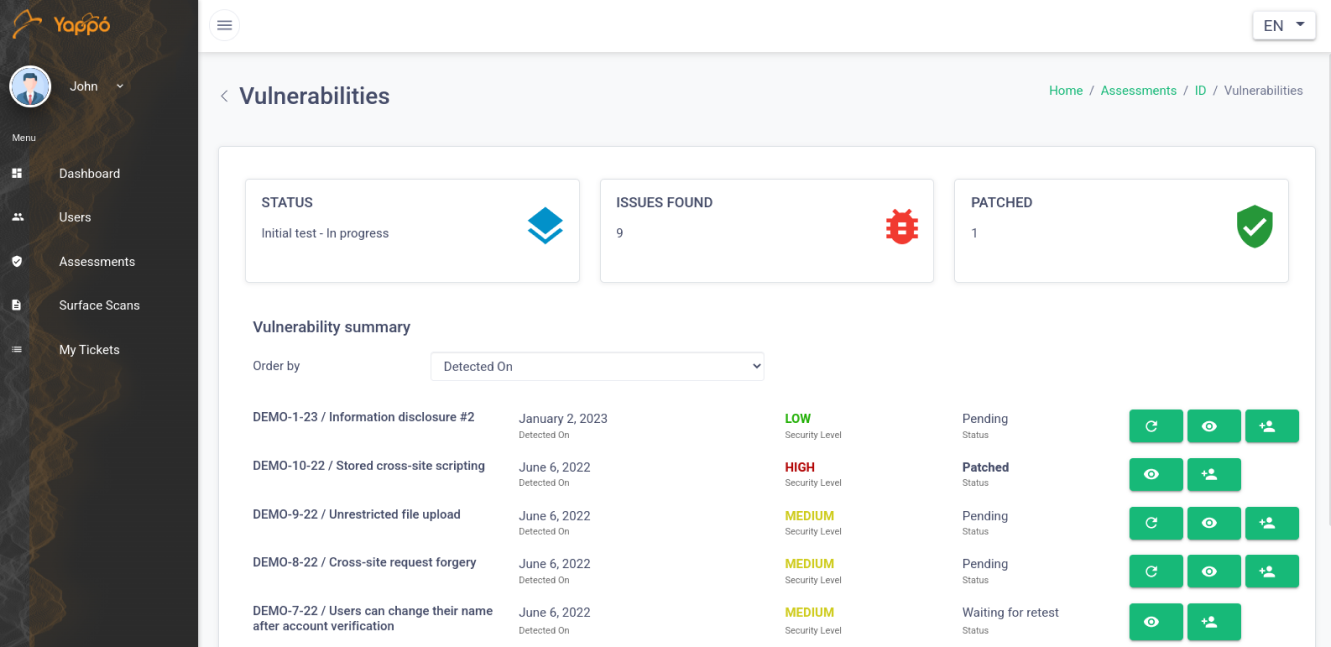 Yappó
EN
John
Menu
Dashboard
Users
Assessments
Surface Scans
My Tickets
Vulnerabilities
Home / Assessments / ID / Vulnerabilities
STATUS
Initial test - In progress
ISSUES FOUND
9
PATCHED
1
Vulnerability summary
Order by
Detected On
DEMO-1-23 / Information disclosure #2
January 2, 2023
Detected On
LOW
Security Level
Pending
Status
DEMO-10-22 / Stored cross-site scripting
June 6, 2022
Detected On
HIGH
Security Level
Patched
Status
DEMO-9-22 / Unrestricted file upload
June 6, 2022
Detected On
MEDIUM
Security Level
Pending
Status
DEMO-8-22 / Cross-site request forgery
June 6, 2022
Detected On
MEDIUM
Security Level
Pending
Status
DEMO-7-22 / Users can change their name
after account verification
June 6, 2022
Detected On
MEDIUM
Security Level
Waiting for retest
Status